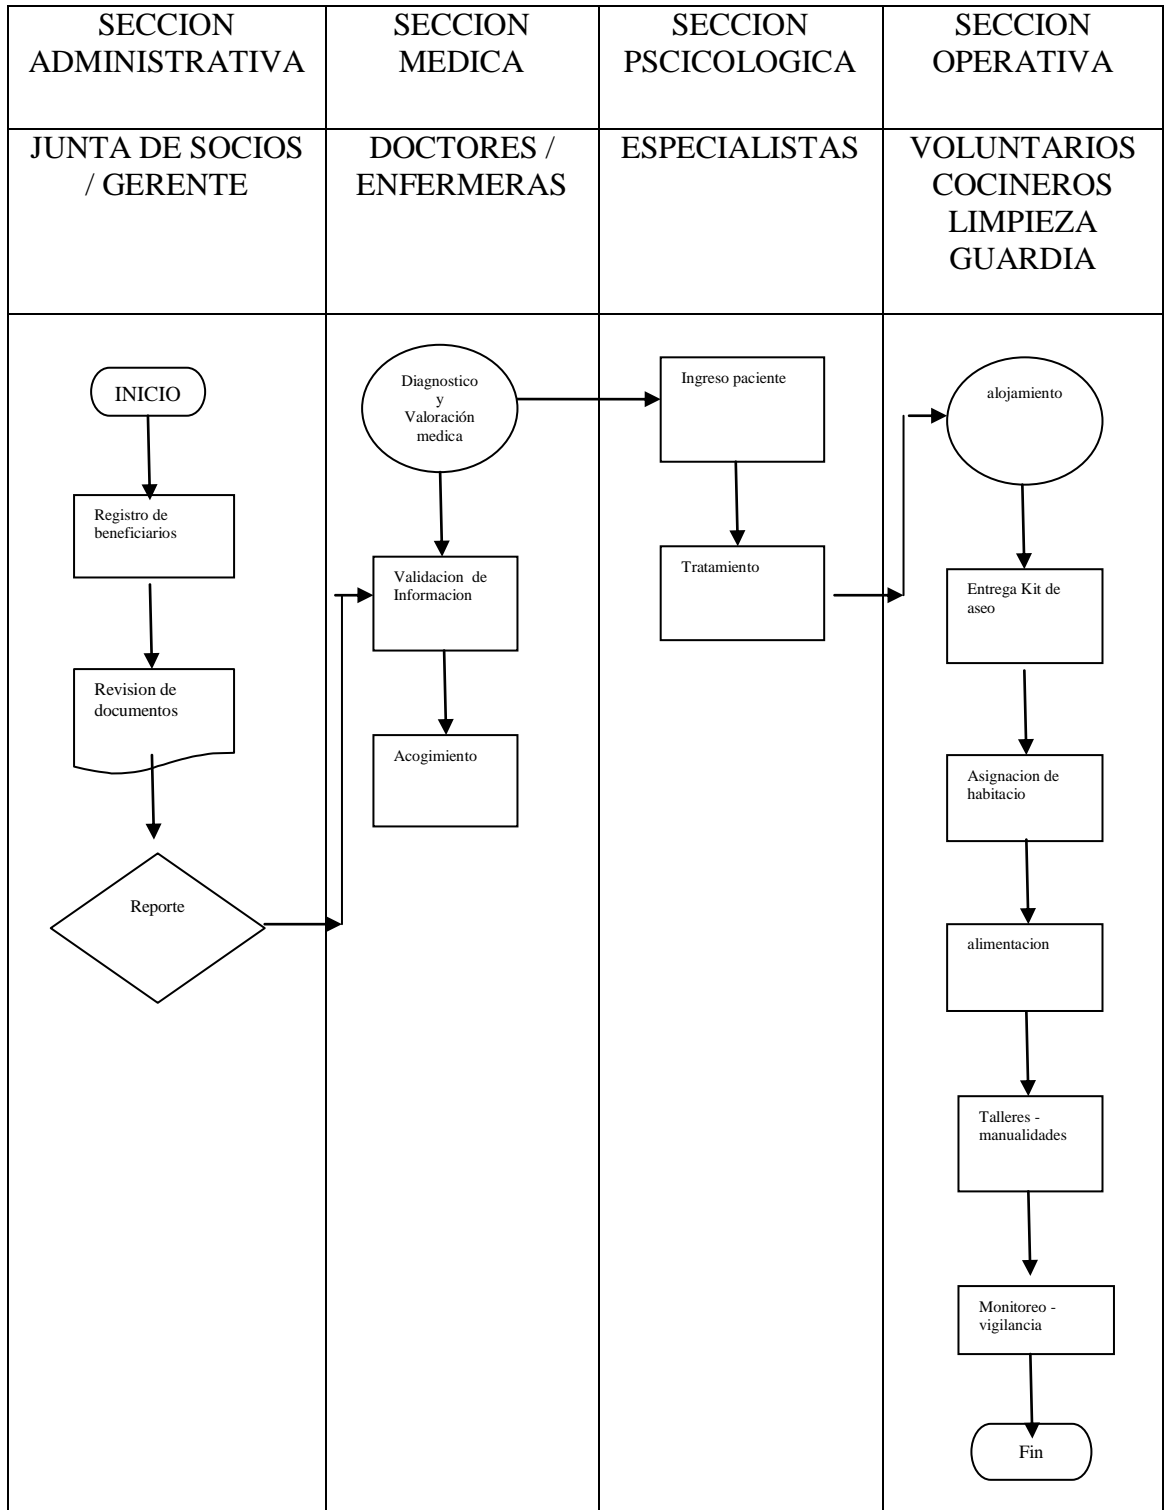 SECCION
ADMINISTRATIVA
SECCION
MEDICA
SECCION
PSCICOLOGICA
SECCION
OPERATIVA
JUNTA DE SOCIOS
/ GERENTE
DOCTORES /
ENFERMERAS
ESPECIALISTAS
VOLUNTARIOS
COCINEROS
LIMPIEZA
GUARDIA
INICIO
Registro de
beneficiarios
Revision de
documentos
Reporte
Diagnostico
y
Valoración
medica
Validacion de
Informacion
Acogimiento
Ingreso paciente
Tratamiento
alojamiento
Entrega Kit de
aseo
Asignacion de
habitacio
alimentacion
Talleres -
manualidades
Monitoreo -
vigilancia
Fin